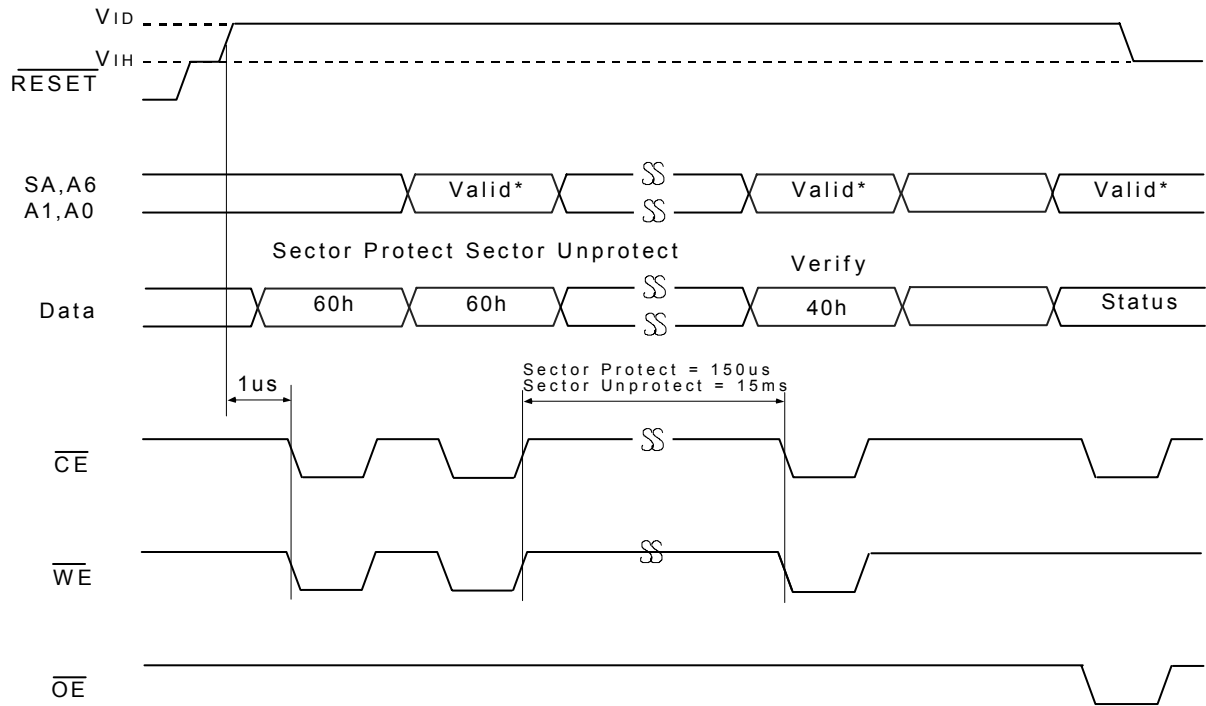 VID
VIH
RESET
SA,A6
A1,A0
Valid*
Valid*
Valid*
Sector Protect Sector Unprotect
Verify
Data
60h
60h
40h
Status
1us
Sector Protect = 150us
Sector Unprotect = 15ms
CE
WE
OE